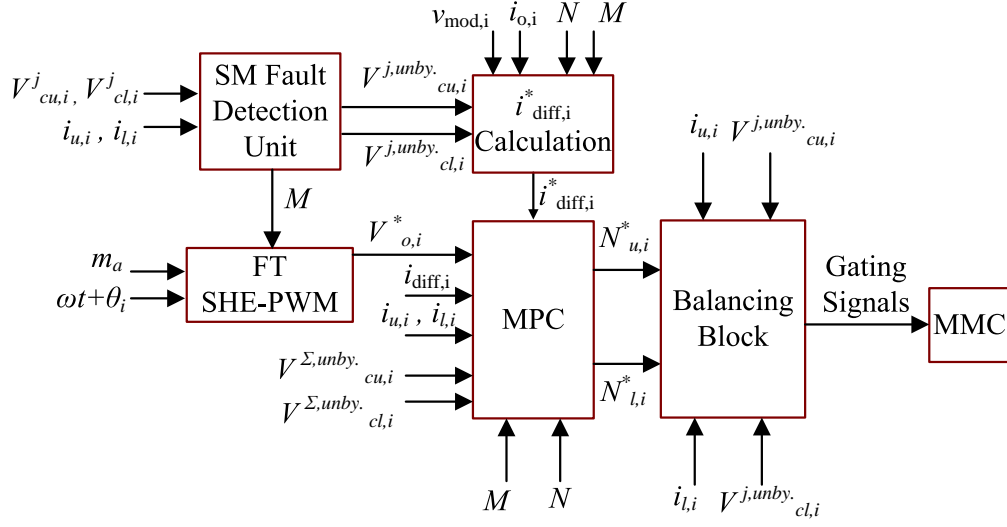 v_mod,i i_o,i N M
V^j_cu,i , V^j_cl,i
i_u,i , i_l,i
SM Fault
Detection
Unit
V^j,unby._cu,i
V^j,unby._cl,i
i^*_diff,i
Calculation
M
i^*_diff,i
m_a
ωt+θ_i
FT
SHE-PWM
V^*_o,i
i_diff,i
i_u,i , i_l,i
V^Σ,unby._cu,i
V^Σ,unby._cl,i
MPC
M N
N^*_u,i
N^*_l,i
i_u,i V^j,unby._cu,i
Balancing
Block
i_l,i V^j,unby._cl,i
Gating
Signals
MMC